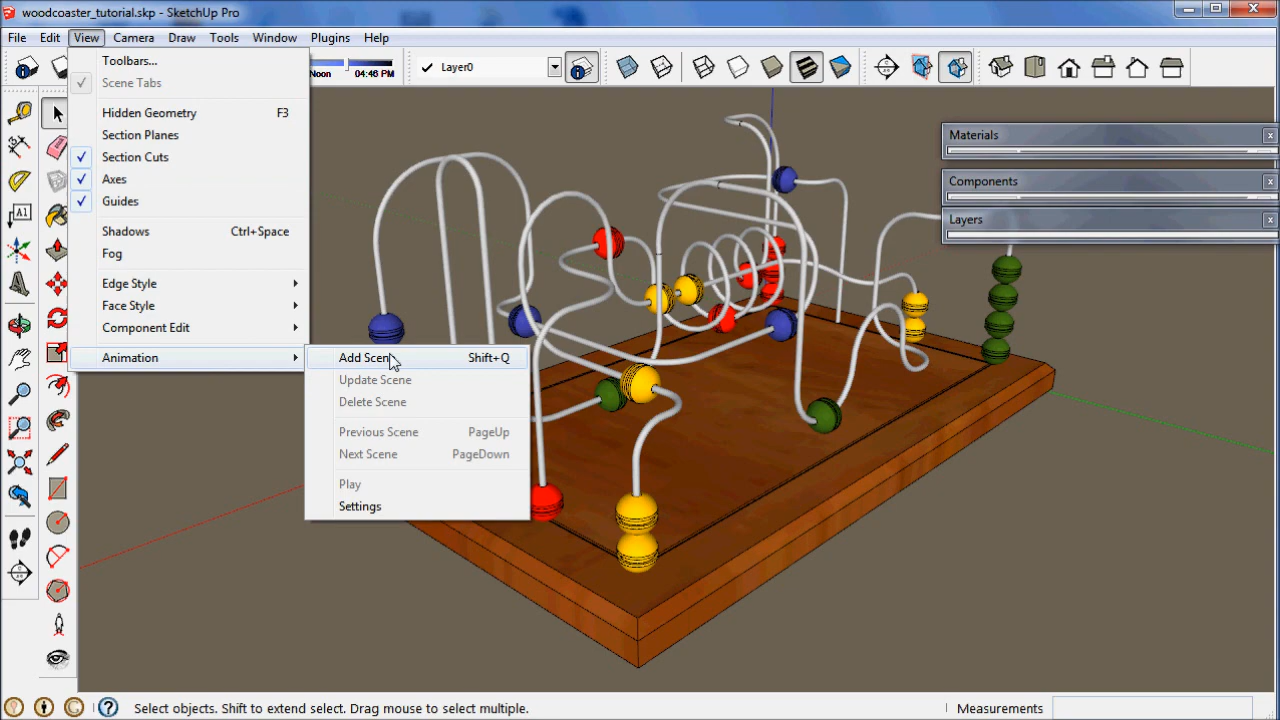 woodcoaster_tutorial.skp - SketchUp Pro
File Edit View Camera Draw Tools Window Plugins Help
Toolbars...
Scene Tabs
Hidden Geometry F3
Section Planes
Section Cuts
Axes
Guides
Shadows Ctrl+Space
Fog
Edge Style
Face Style
Component Edit
Animation
Add Scene Shift+Q
Update Scene
Delete Scene
Previous Scene PageUp
Next Scene PageDown
Play
Settings
Noon 04:46 PM
Layer0
Materials
Components
Layers
A1
Select objects. Shift to extend select. Drag mouse to select multiple.
Measurements